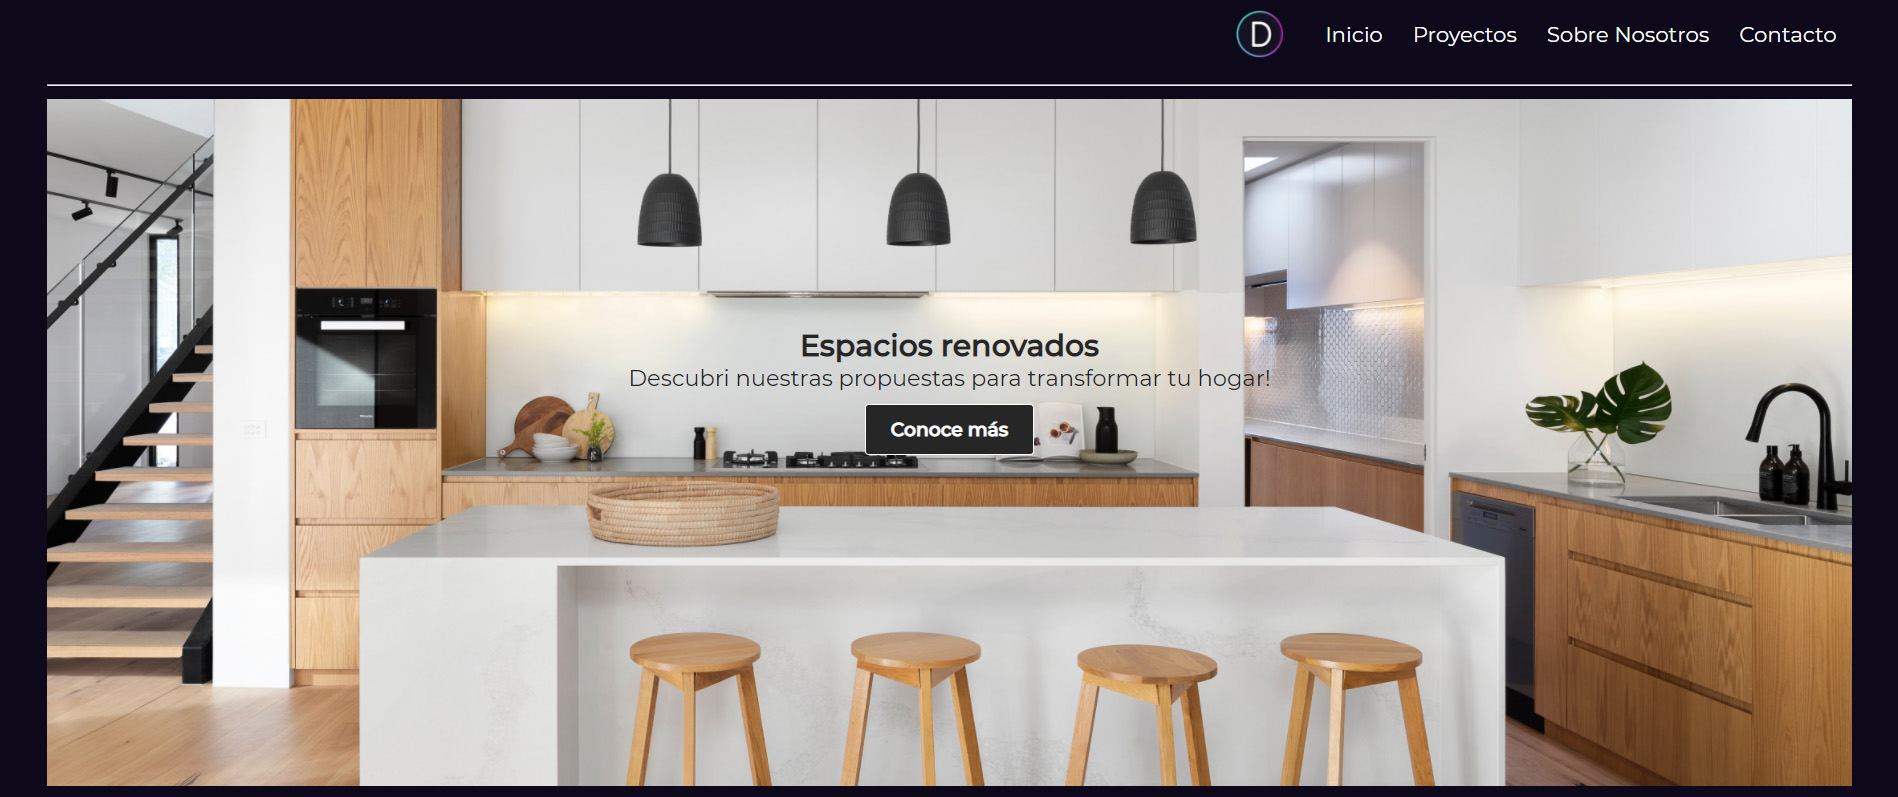 D
Inicio
Proyectos
Sobre Nosotros
Contacto
Espacios renovados
Descubri nuestras propuestas para transformar tu hogar!
Conoce más